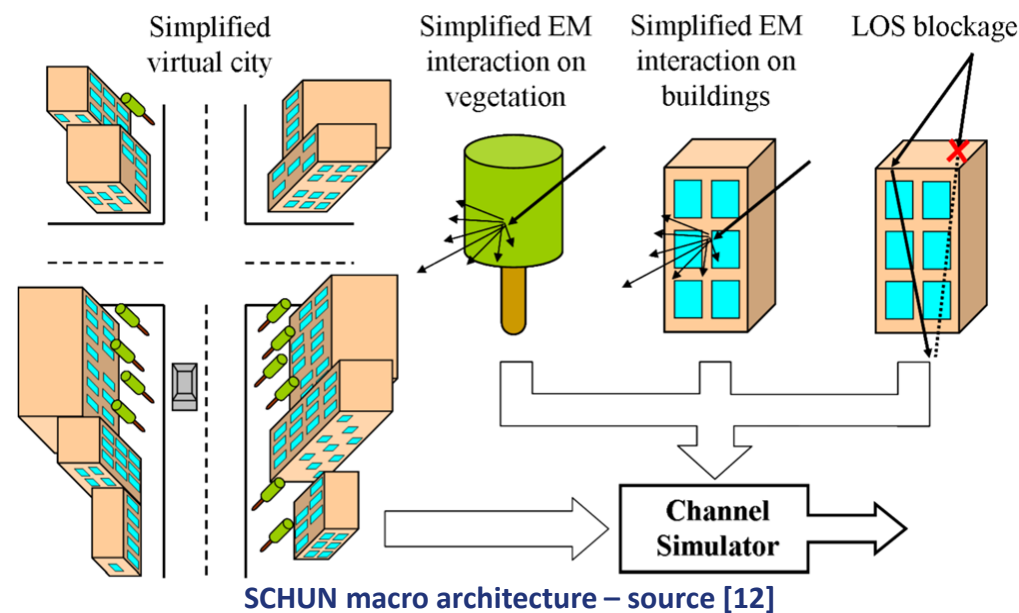 Simplified
virtual city
Simplified EM
interaction on
vegetation
Simplified EM
interaction on
buildings
LOS blockage
Channel
Simulator
SCHUN macro architecture – source [12]